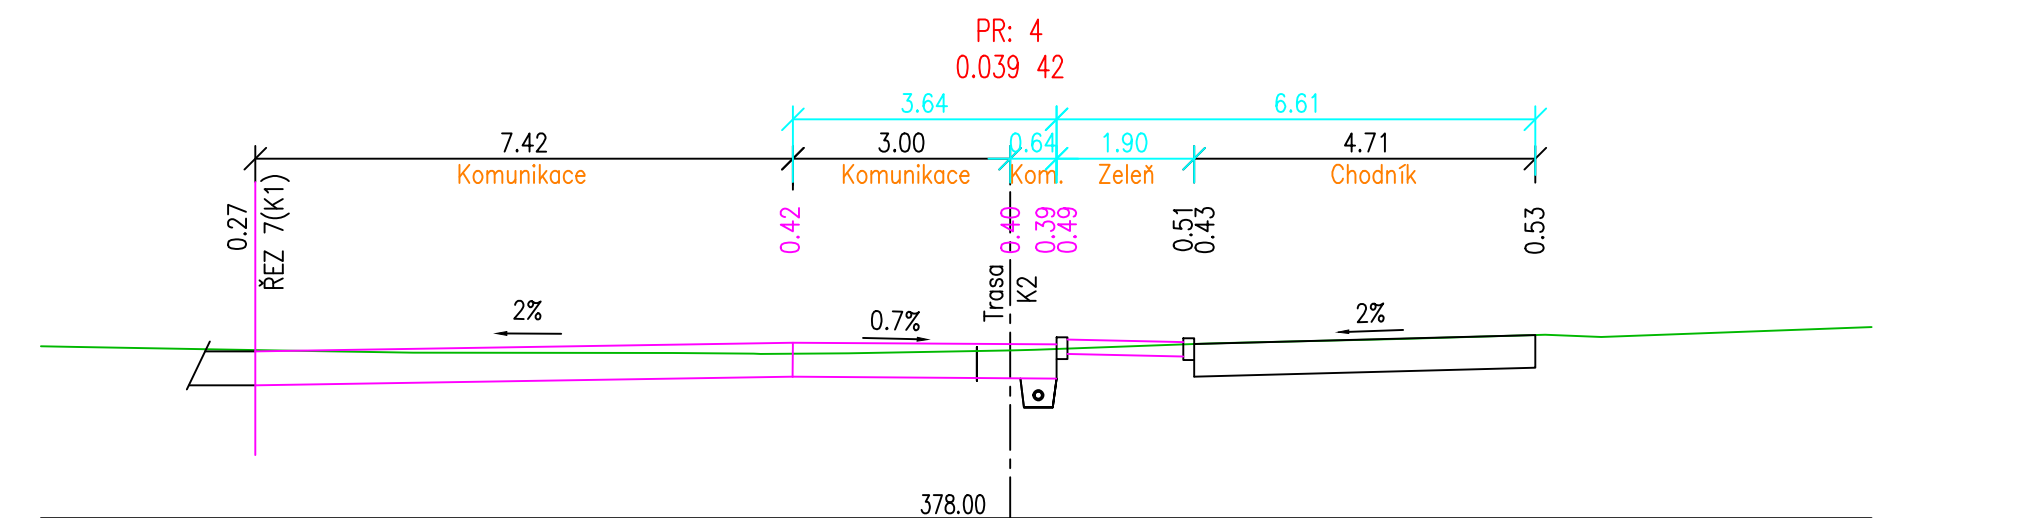 PR: 4
0.039 42
3.64 6.61
7.42 3.00 0.64 1.90 4.71
Komunikace Komunikace Kom. Zeleň Chodník
0.27 0.42 0.40 0.39 0.49 0.51 0.43 0.53
ŘEZ 7(K1)
Trasa
K2
2% 0.7% 2%
378.00